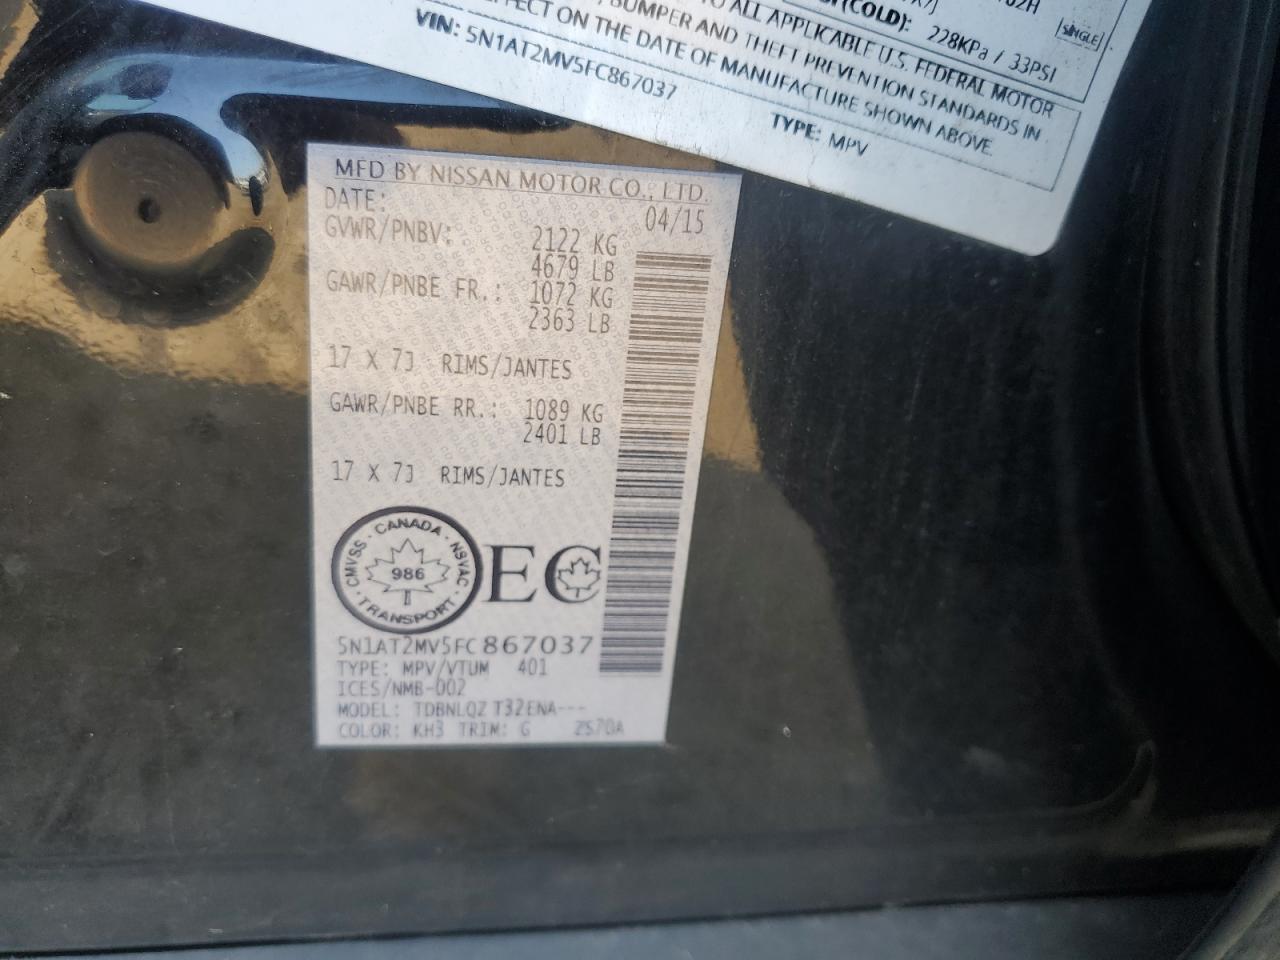 (COLD): 228KPa / 33PSI
SINGLE
TO ALL APPLICABLE U.S. FEDERAL MOTOR
BUMPER AND THEFT PREVENTION STANDARDS IN
EFFECT ON THE DATE OF MANUFACTURE SHOWN ABOVE.
VIN: 5N1AT2MV5FC867037
TYPE: MPV
MFD BY NISSAN MOTOR CO., LTD.
DATE: 04/15
GVWR/PNBV: 2122 KG
4679 LB
GAWR/PNBE FR.: 1072 KG
2363 LB
17 X 7J RIMS/JANTES
GAWR/PNBE RR.: 1089 KG
2401 LB
17 X 7J RIMS/JANTES
CANADA · NSVAC · TRANSPORT · CMVSS ·
986
EC
5N1AT2MV5FC867037
TYPE: MPV/VTUM 401
ICES/NMB-002
MODEL: TDBNLQZ T32ENA---
COLOR: KH3 TRIM: G ZS70A